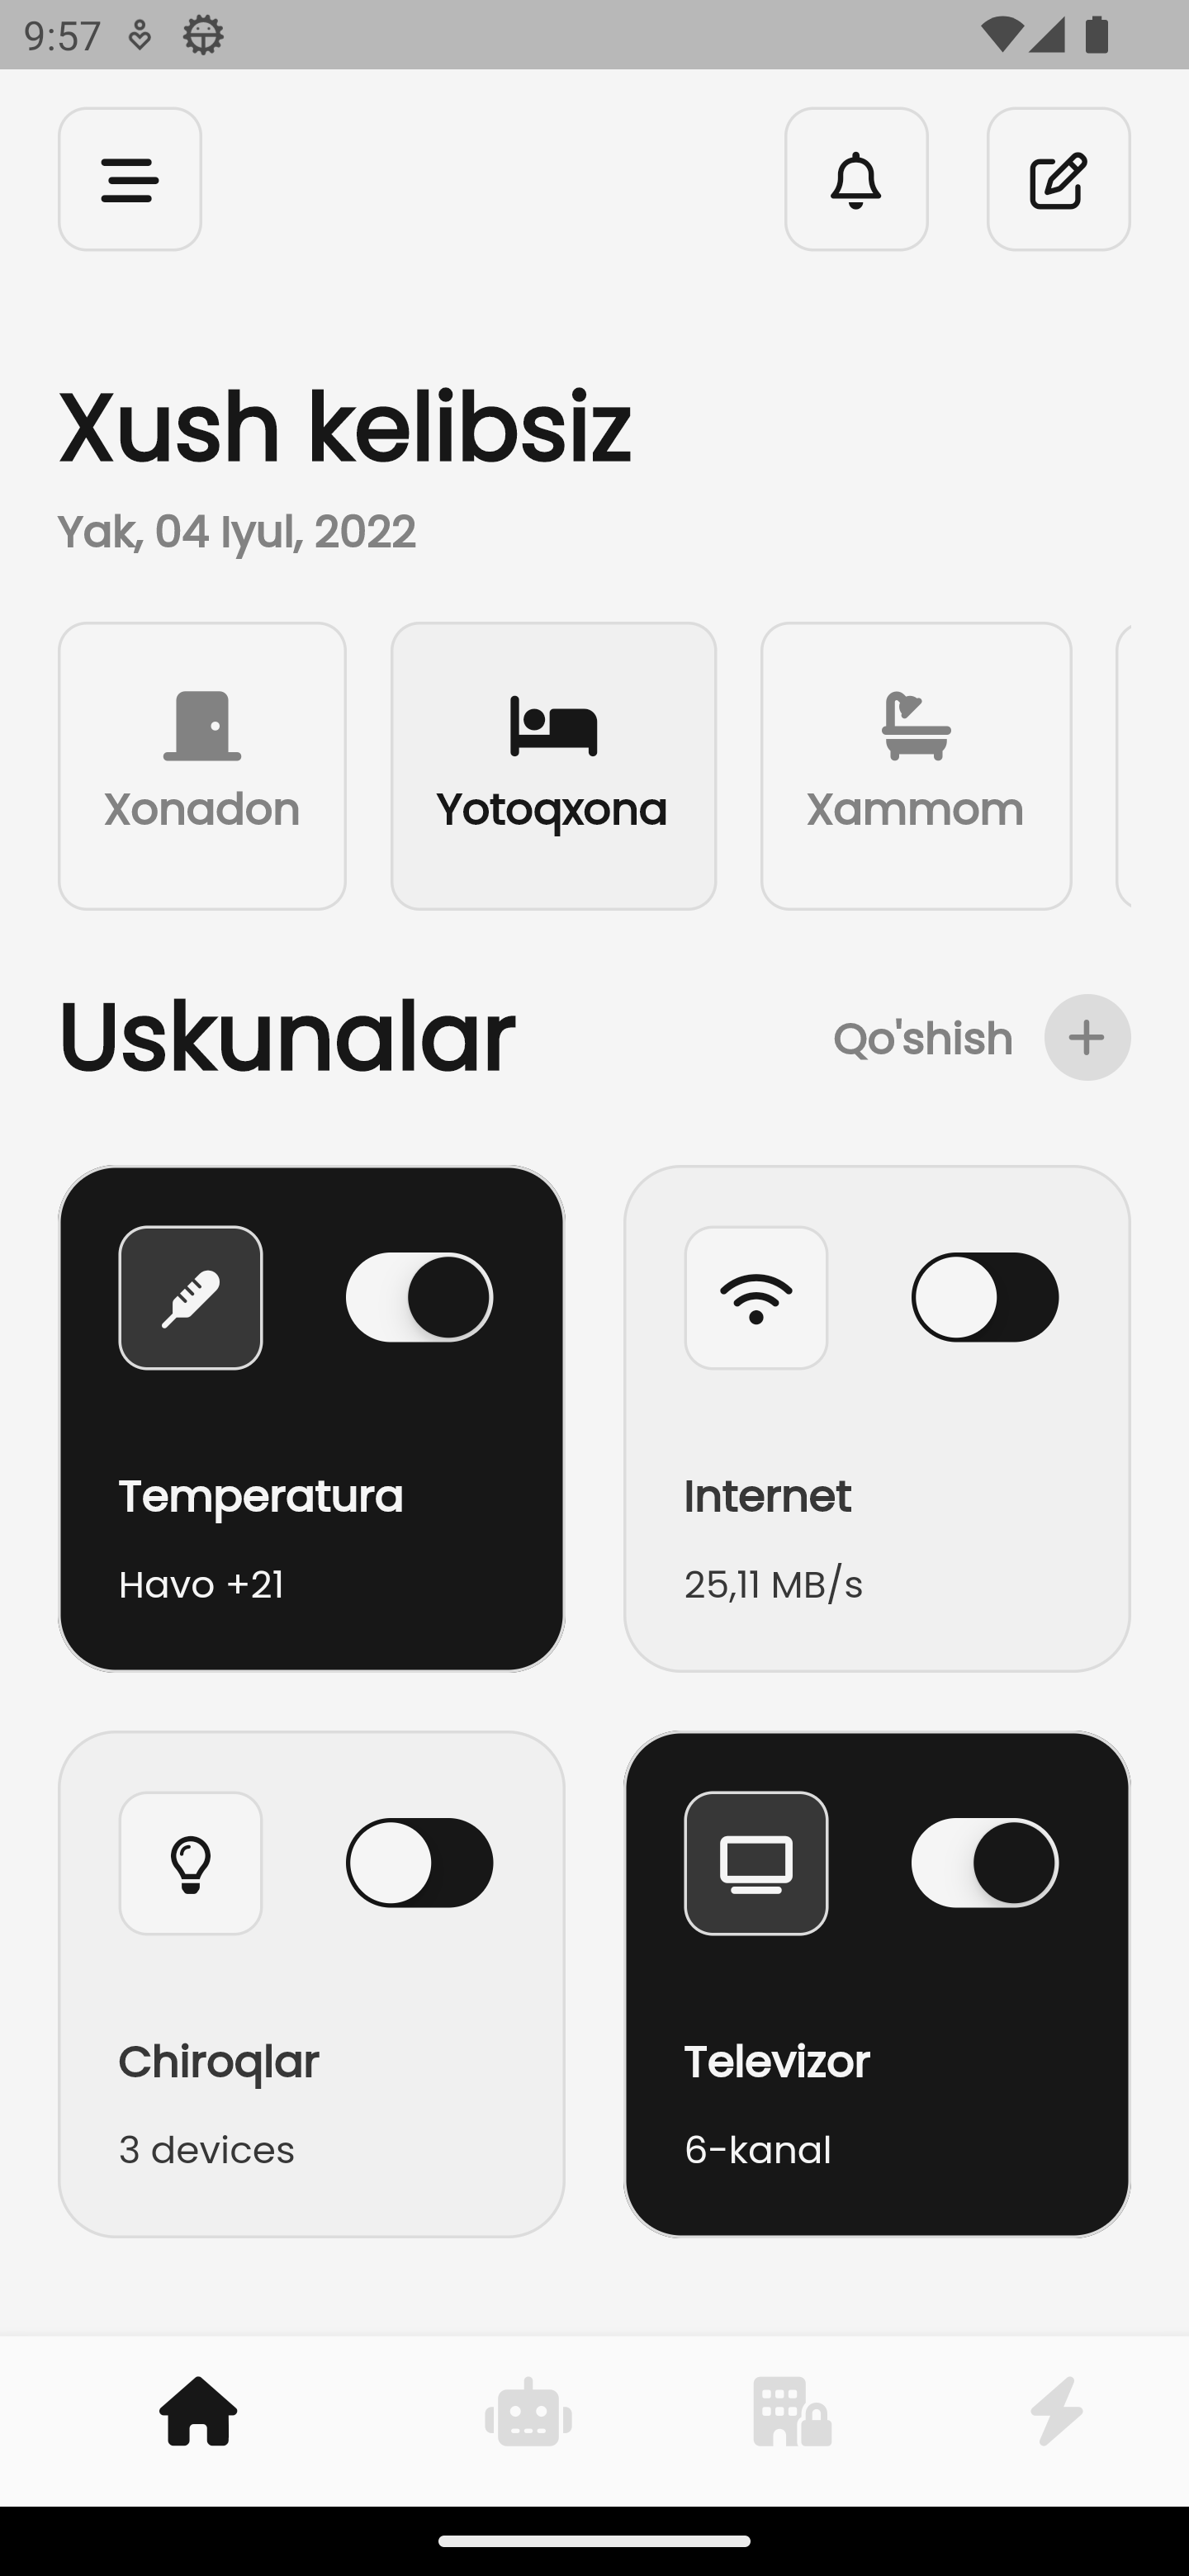 9:57
Xush kelibsiz
Yak, 04 Iyul, 2022
Xonadon
Yotoqxona
Xammom
Uskunalar
Qo'shish
Temperatura
Havo +21
Internet
25,11 MB/s
Chiroqlar
3 devices
Televizor
6-kanal